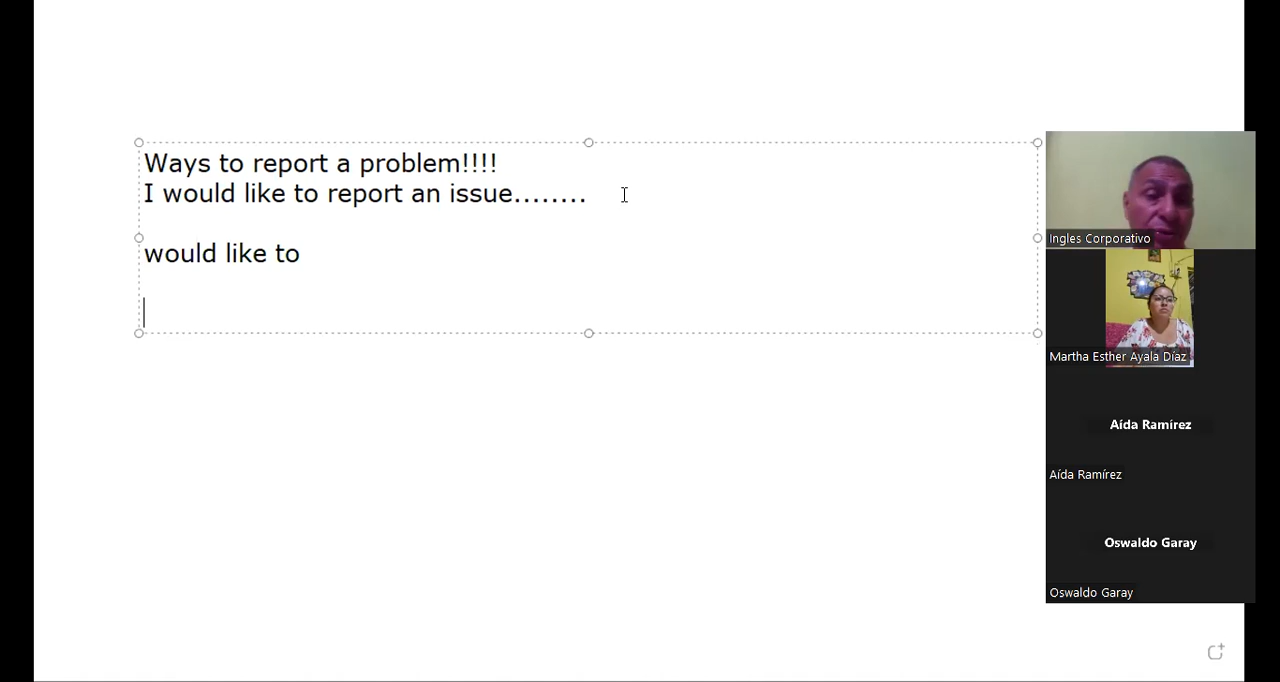 Ways to report a problem!!!!
I would like to report an issue........
would like to
Ingles Corporativo
Martha Esther Ayala Díaz
Aída Ramírez
Aída Ramírez
Oswaldo Garay
Oswaldo Garay